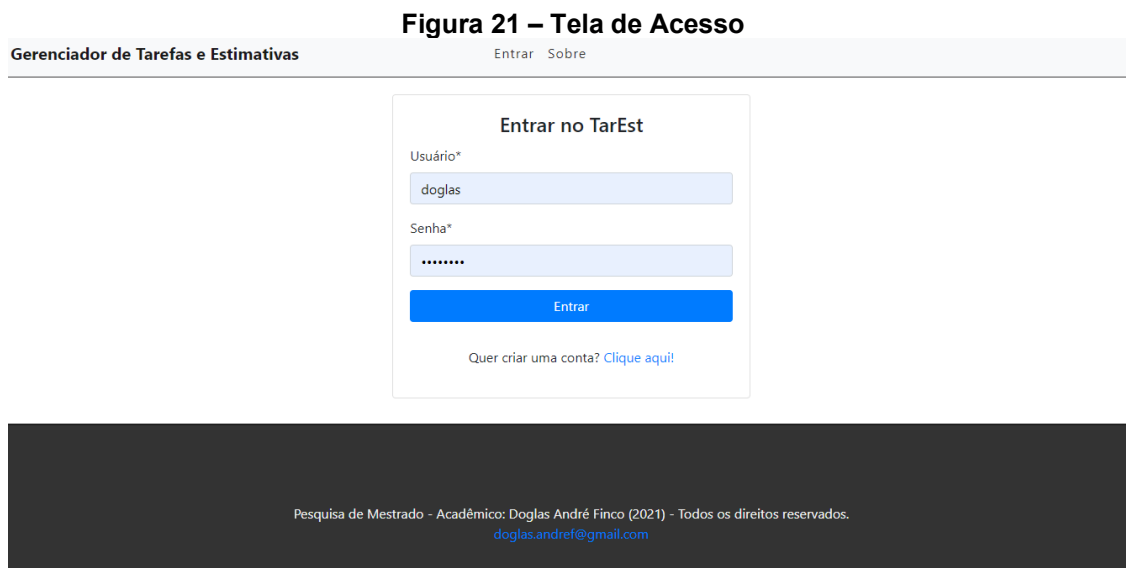 Figura 21 – Tela de Acesso
Gerenciador de Tarefas e Estimativas Entrar Sobre
Entrar no TarEst
Usuário*
doglas
Senha*
••••••••
Entrar
Quer criar uma conta? Clique aqui!
Pesquisa de Mestrado - Acadêmico: Doglas André Finco (2021) - Todos os direitos reservados.
doglas.andref@gmail.com